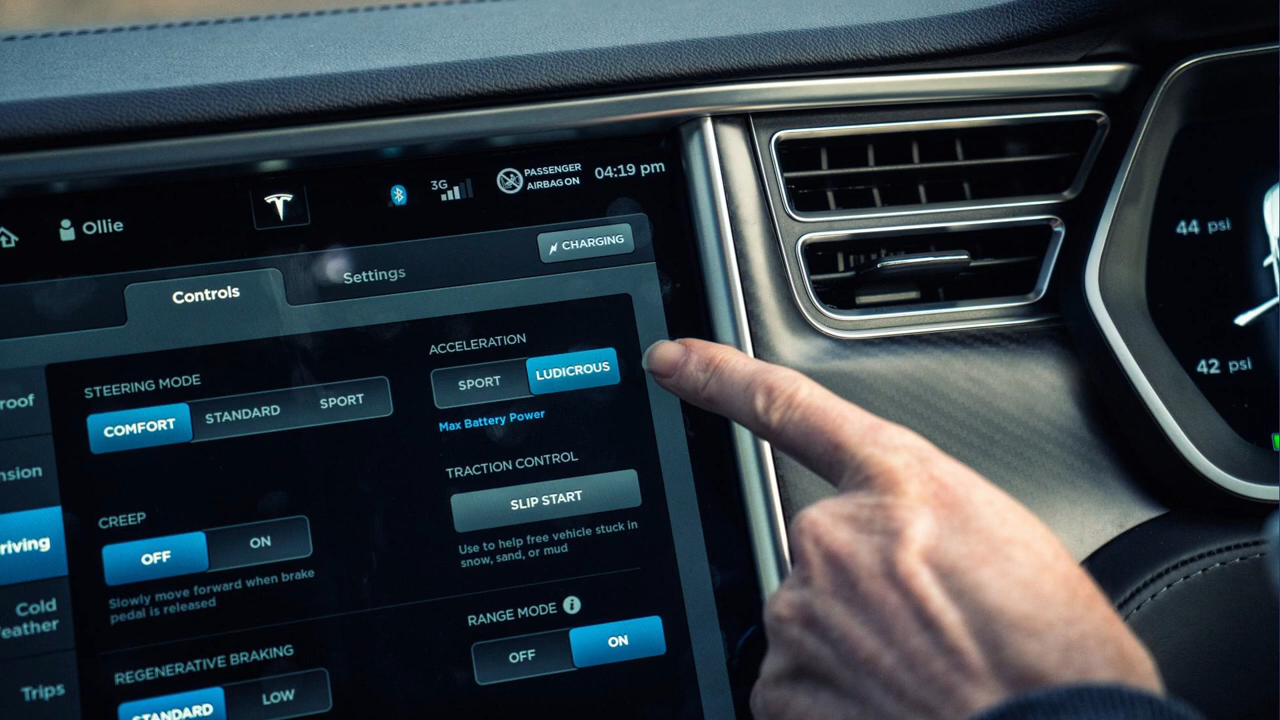 Ollie
3G
PASSENGER
AIRBAG ON
04:19 pm
CHARGING
Controls
Settings
STEERING MODE
COMFORT
STANDARD
SPORT
ACCELERATION
SPORT
LUDICROUS
Max Battery Power
TRACTION CONTROL
SLIP START
Use to help free vehicle stuck in
snow, sand, or mud
CREEP
OFF
ON
Slowly move forward when brake
pedal is released
RANGE MODE
OFF
ON
REGENERATIVE BRAKING
STANDARD
LOW
roof
nsion
riving
Cold
eather
Trips
44 psi
42 psi